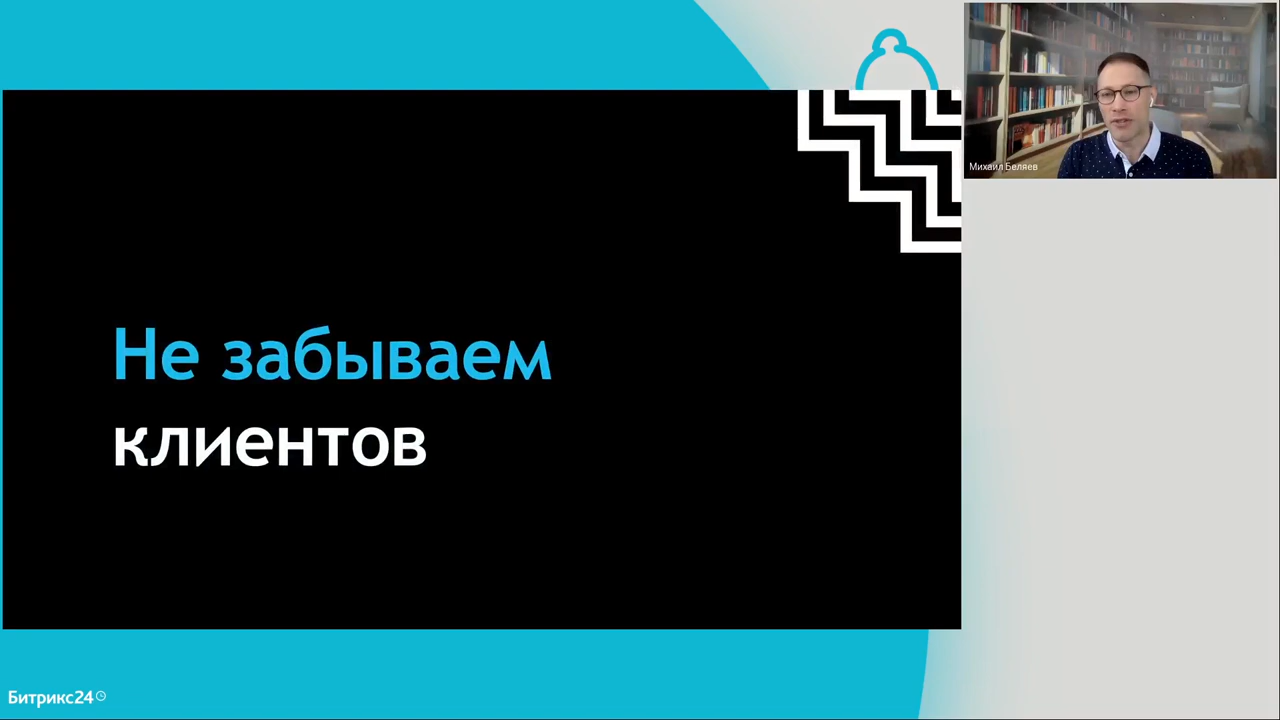 Не забываем
клиентов
Михаил Беляев
Битрикс24